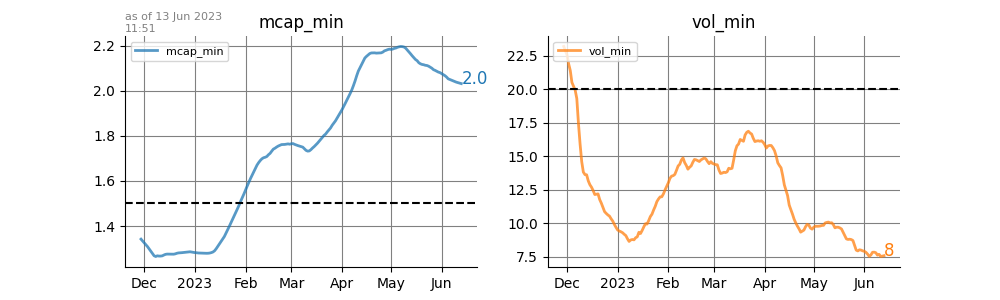 as of 13 Jun 2023
11:51
mcap_min
mcap_min
2.2
2.0
1.8
1.6
1.4
2.0
Dec 2023 Feb Mar Apr May Jun
vol_min
vol_min
22.5
20.0
17.5
15.0
12.5
10.0
7.5
8
Dec 2023 Feb Mar Apr May Jun